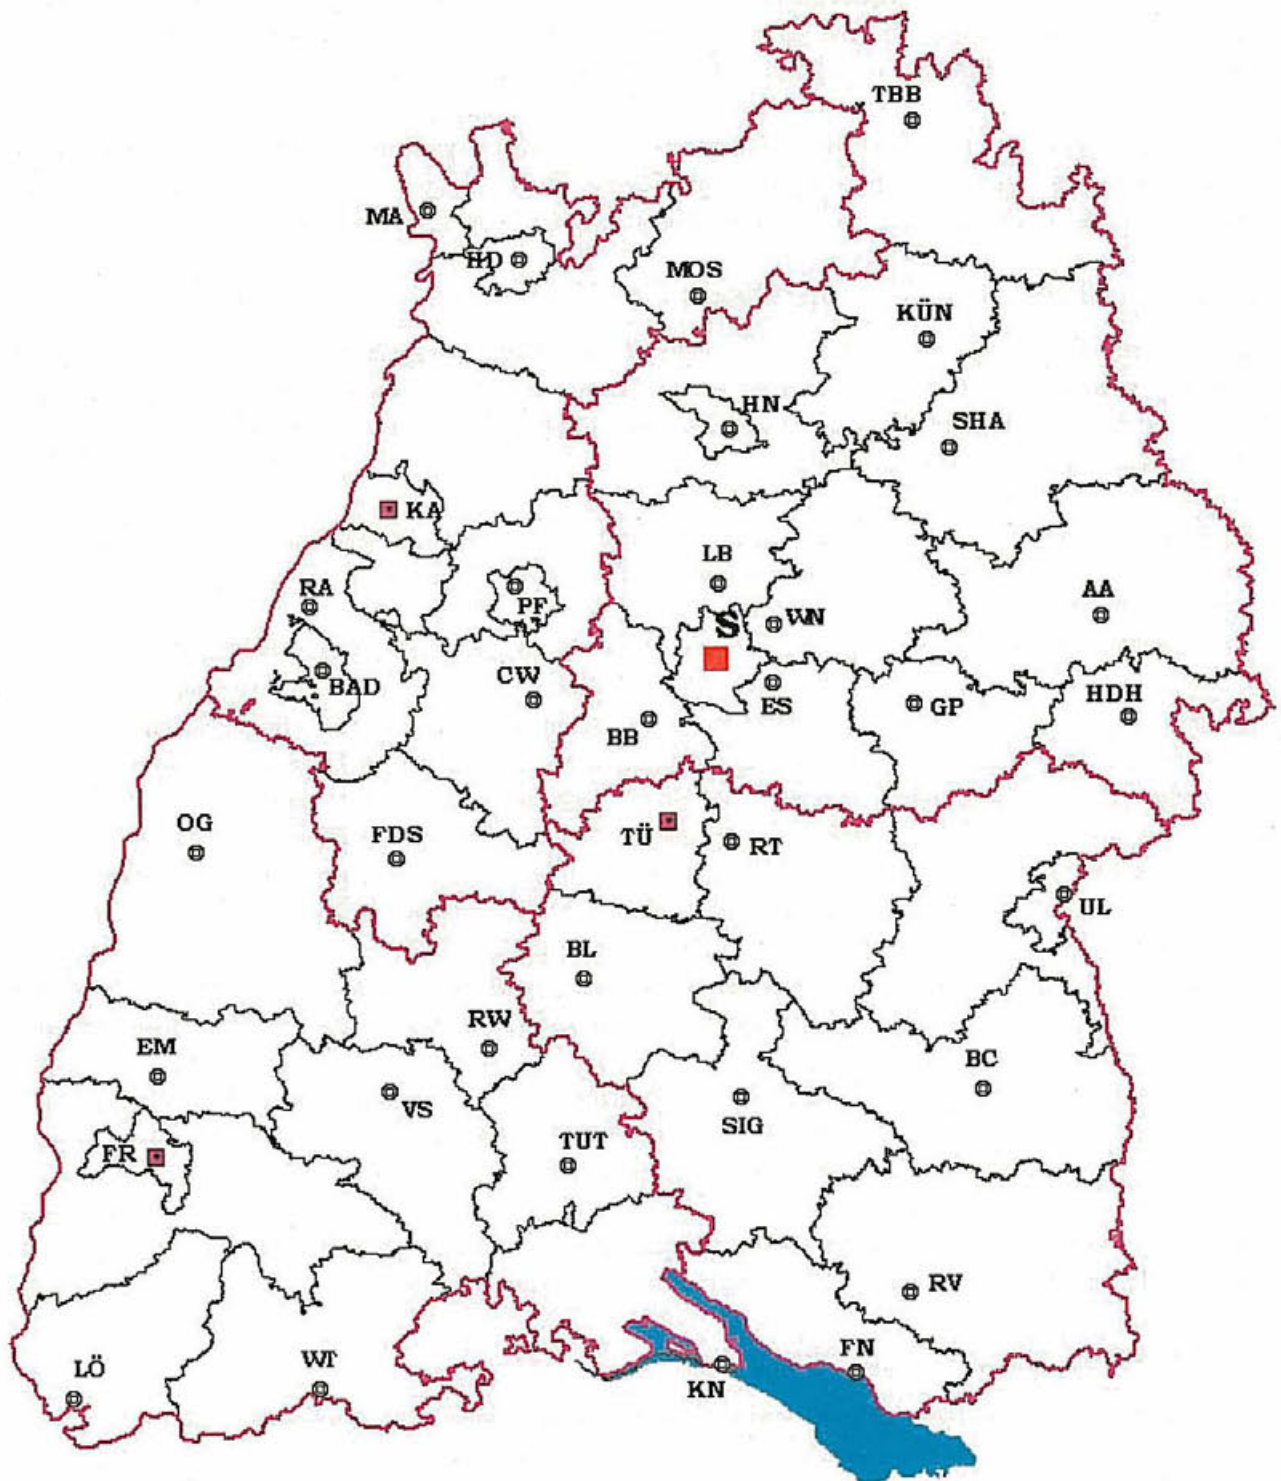 TBB
MA
HD
MOS
KÜN
HN
SHA
KA
LB
RA
PF
S
WN
AA
BAD
CW
ES
GP
HDH
BB
OG
FDS
TÜ
RT
UL
BL
RW
EM
BC
VS
SIG
FR
TUT
RV
LÖ
WT
FN
KN